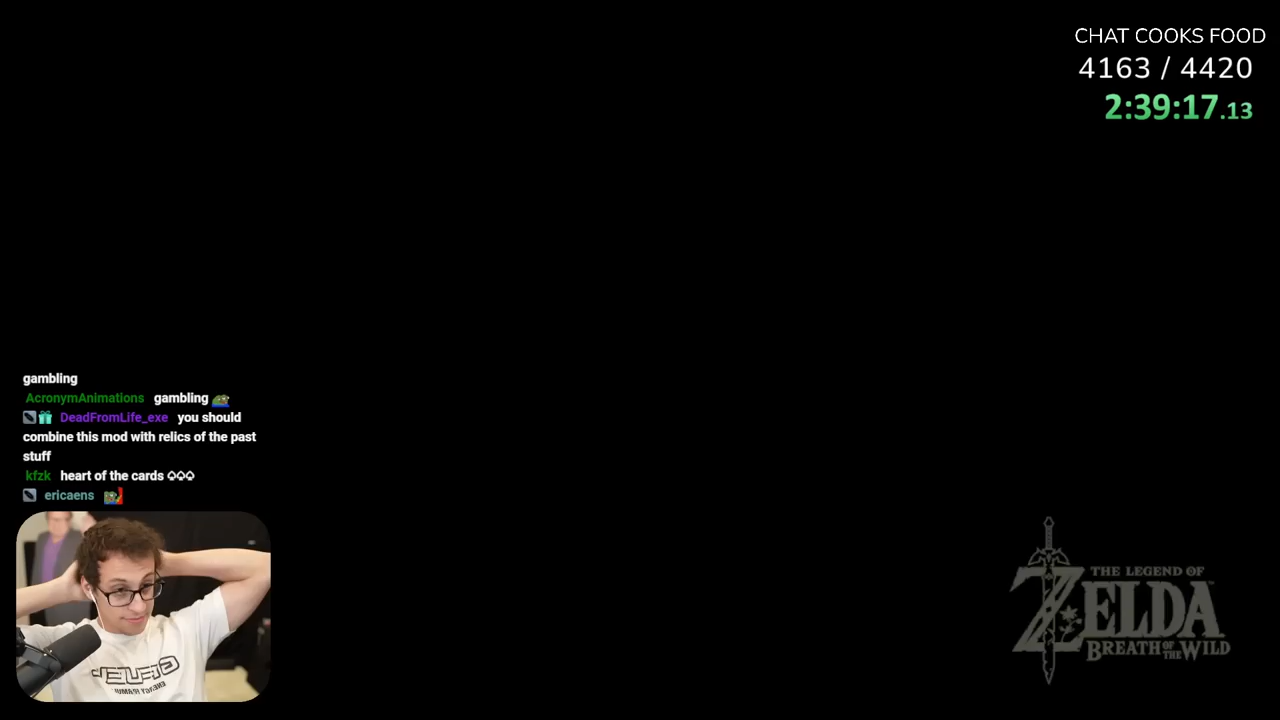 CHAT COOKS FOOD
4163 / 4420
2:39:17.13
gambling
AcronymAnimations gambling
DeadFromLife_exe you should
combine this mod with relics of the past
stuff
kfzk heart of the cards ♤♤♤
ericaens
THE LEGEND OF
ZELDA
BREATH OF THE WILD